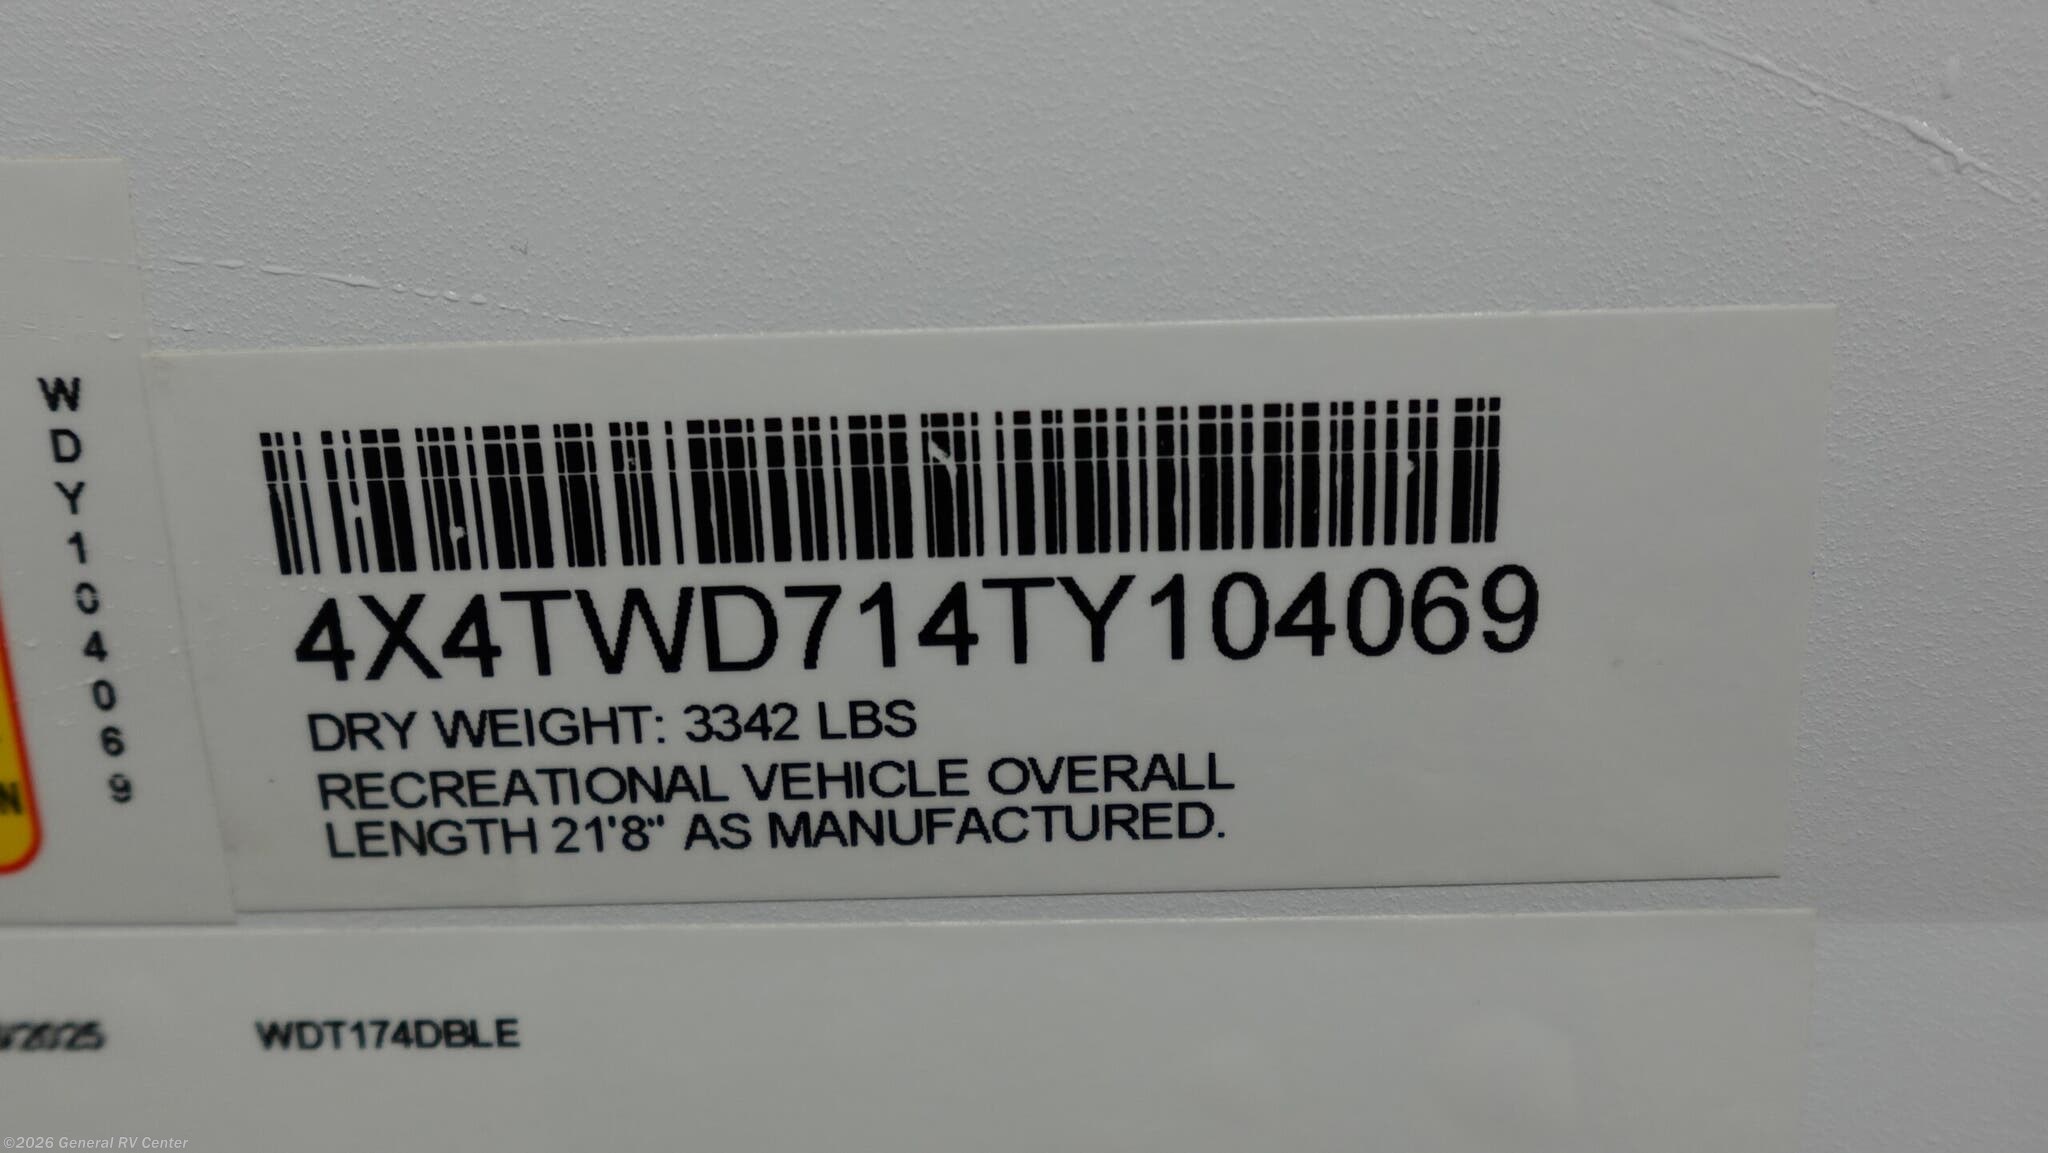 WDY104069
4X4TWD714TY104069
DRY WEIGHT: 3342 LBS
RECREATIONAL VEHICLE OVERALL
LENGTH 21'8" AS MANUFACTURED.
WDT174DBLE
©2026 General RV Center